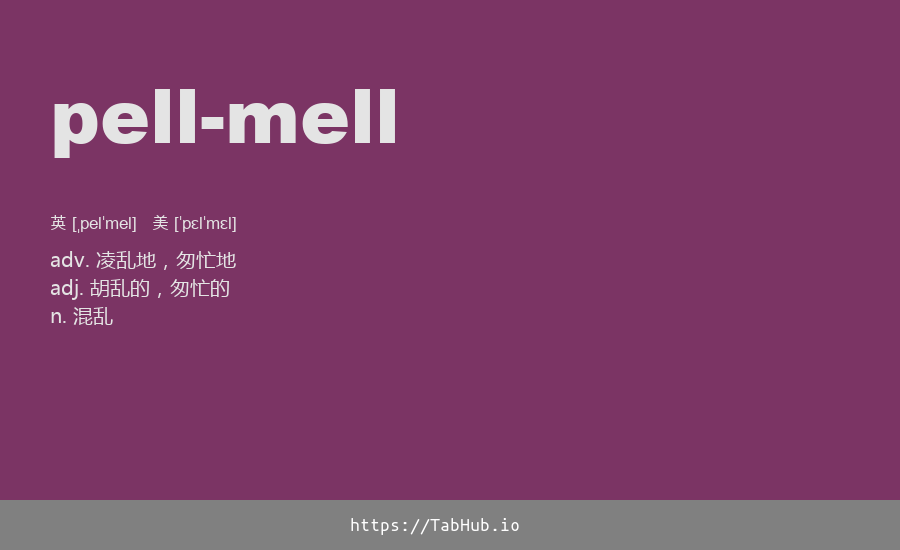 pell-mell
英 [ˌpelˈmel] 美 [ˈpɛlˈmɛl]
adv. 凌乱地，匆忙地
adj. 胡乱的，匆忙的
n. 混乱
https://TabHub.io